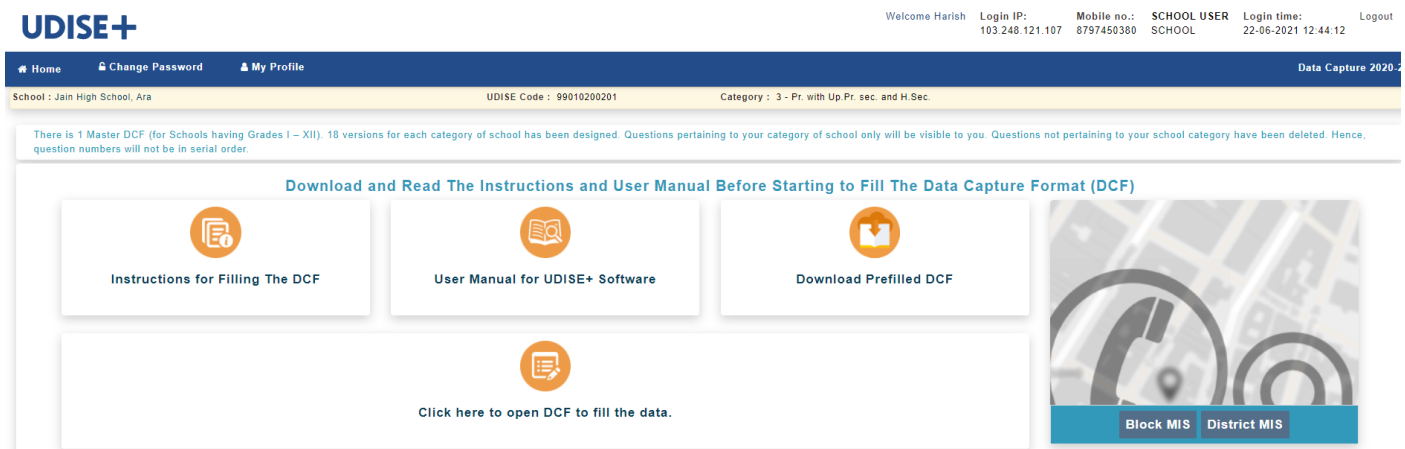 UDISE+
Welcome Harish Login IP: Mobile no.: SCHOOL USER Login time: Logout
103.248.121.107 8797450380 SCHOOL 22-06-2021 12:44:12
Home Change Password My Profile Data Capture 2020-2
School : Jain High School, Ara UDISE Code : 99010200201 Category : 3 - Pr. with Up.Pr. sec. and H.Sec.
There is 1 Master DCF (for Schools having Grades I – XII). 18 versions for each category of school has been designed. Questions pertaining to your category of school only will be visible to you. Questions not pertaining to your school category have been deleted. Hence,
question numbers will not be in serial order.
Download and Read The Instructions and User Manual Before Starting to Fill The Data Capture Format (DCF)
Instructions for Filling The DCF User Manual for UDISE+ Software Download Prefilled DCF
Click here to open DCF to fill the data.
Block MIS District MIS